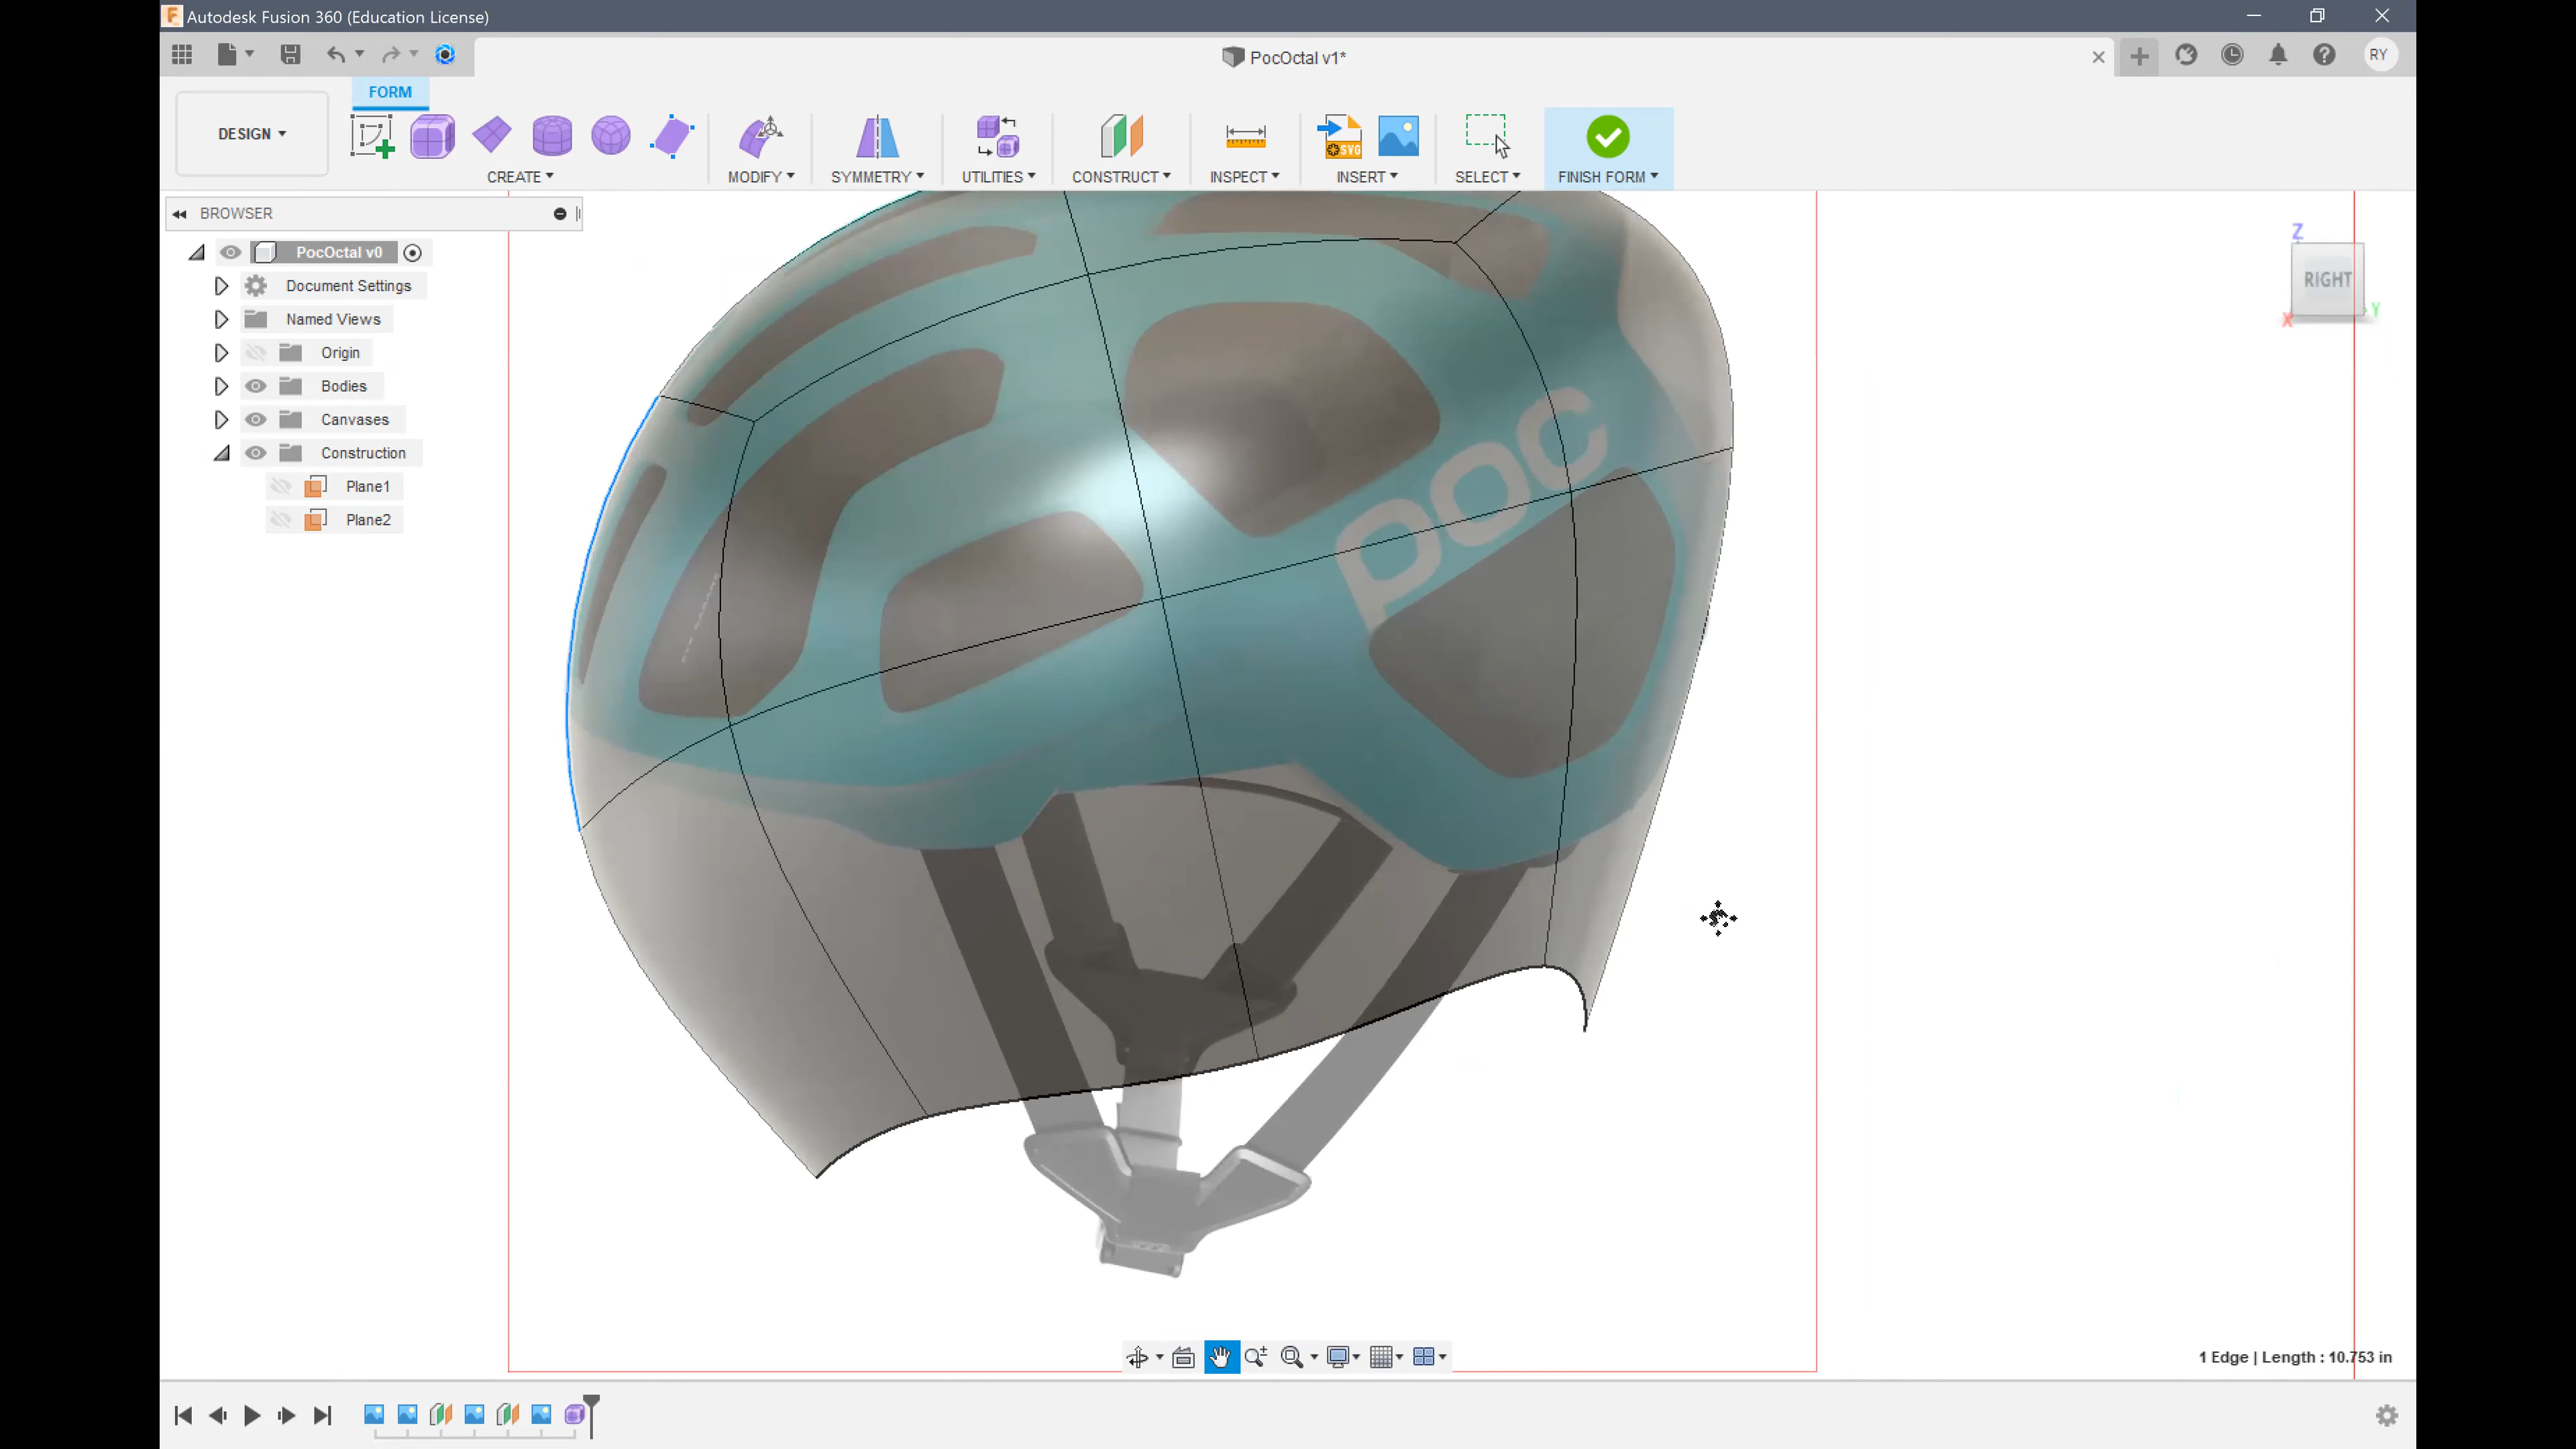 Autodesk Fusion 360 (Education License)
PocOctal v1*
RY
FORM
DESIGN
SVG
CREATE
MODIFY
SYMMETRY
UTILITIES
CONSTRUCT
INSPECT
INSERT
SELECT
FINISH FORM
BROWSER
PocOctal v0
Document Settings
Named Views
Origin
Bodies
Canvases
Construction
Plane1
Plane2
Z
RIGHT
X
Y
POC
1 Edge | Length : 10.753 in